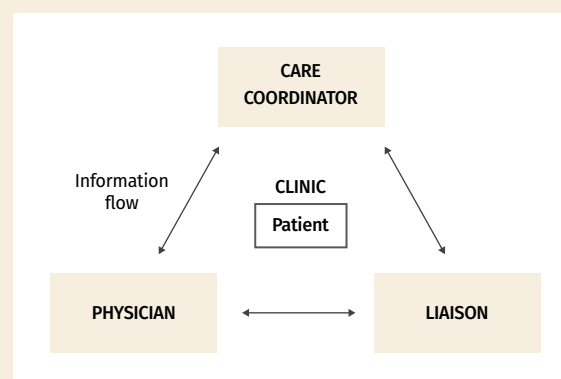 CARE
COORDINATOR
Information
flow
CLINIC
Patient
PHYSICIAN
LIAISON